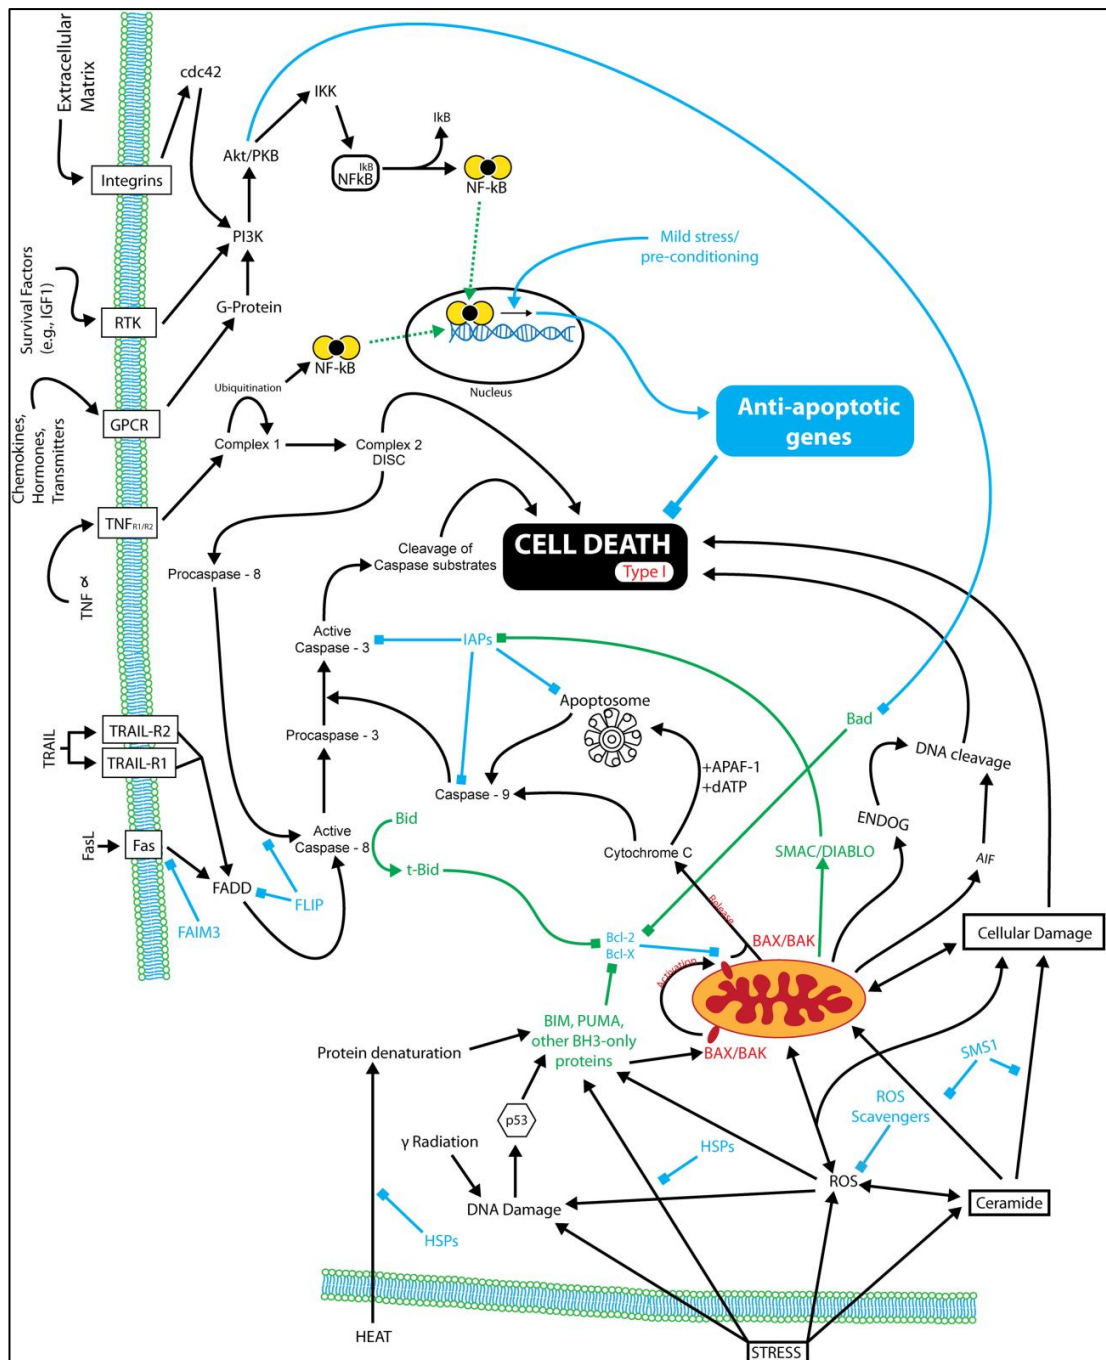 Extracellular
Matrix
cdc42
IKK
IkB
Akt/PKB
IkB
NFkB
NF-kB
Integrins
PI3K
Mild stress/
pre-conditioning
Survival Factors
(e.g., IGF1)
RTK
G-Protein
NF-kB
Nucleus
Ubiquitination
Chemokines,
Hormones,
Transmitters
GPCR
Complex 1
Complex 2
DISC
Anti-apoptotic
genes
TNF R1/R2
TNF α
Procaspase - 8
Cleavage of
Caspase substrates
CELL DEATH
Type I
Active
Caspase - 3
IAPs
Apoptosome
Bad
TRAIL
TRAIL-R2
TRAIL-R1
Procaspase - 3
+APAF-1
+dATP
DNA cleavage
Caspase - 9
ENDOG
FasL
Fas
Active
Caspase - 8
Bid
t-Bid
Cytochrome C
SMAC/DIABLO
AIF
FADD
FLIP
FAIM3
Release
Bcl-2
Bcl-X
BAX/BAK
Cellular Damage
Activation
BIM, PUMA,
other BH3-only
proteins
BAX/BAK
Protein denaturation
SMS1
ROS
Scavengers
p53
γ Radiation
HSPs
ROS
Ceramide
DNA Damage
HSPs
HEAT
STRESS